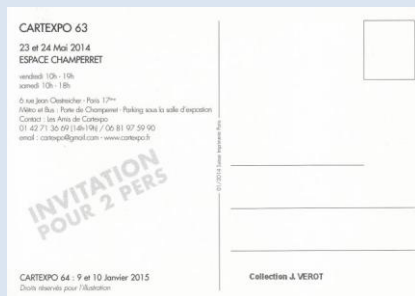 CARTEXPO 63
23 et 24 Mai 2014
ESPACE CHAMPERRET
vendredi 10h - 19h
samedi 10h - 18h
6 rue Jean Oestreicher - Paris 17ème
Métro et Bus : Porte de Champerret - Parking sous la salle d'exposition
Contact : Les Amis de Cartexpo
01 42 71 36 69 (14h-19h) / 06 81 97 59 90
email : cartexpo@gmail.com - www.cartexpo.fr
INVITATION
POUR 2 PERS
CARTEXPO 64 : 9 et 10 Janvier 2015
Droits réservés pour l'illustration
01/2014
Collection J. VEROT